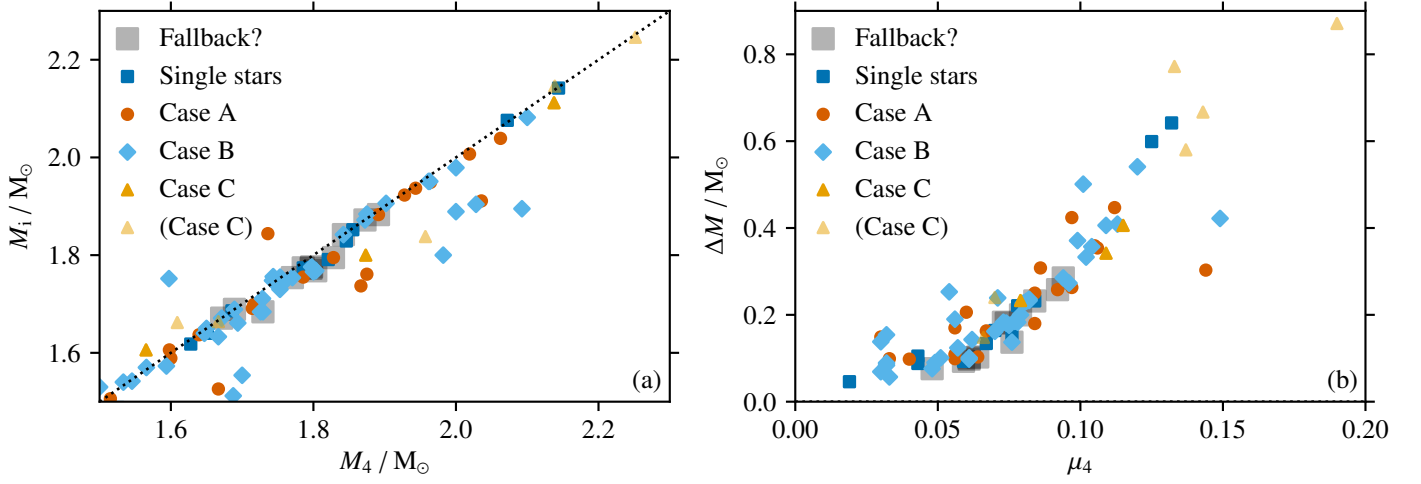 2.2
2.0
1.8
1.6
M_i / M_⊙
Fallback?
Single stars
Case A
Case B
Case C
(Case C)
(a)
1.6 1.8 2.0 2.2
M_4 / M_⊙
0.8
0.6
0.4
0.2
0.0
ΔM / M_⊙
Fallback?
Single stars
Case A
Case B
Case C
(Case C)
(b)
0.00 0.05 0.10 0.15 0.20
μ_4